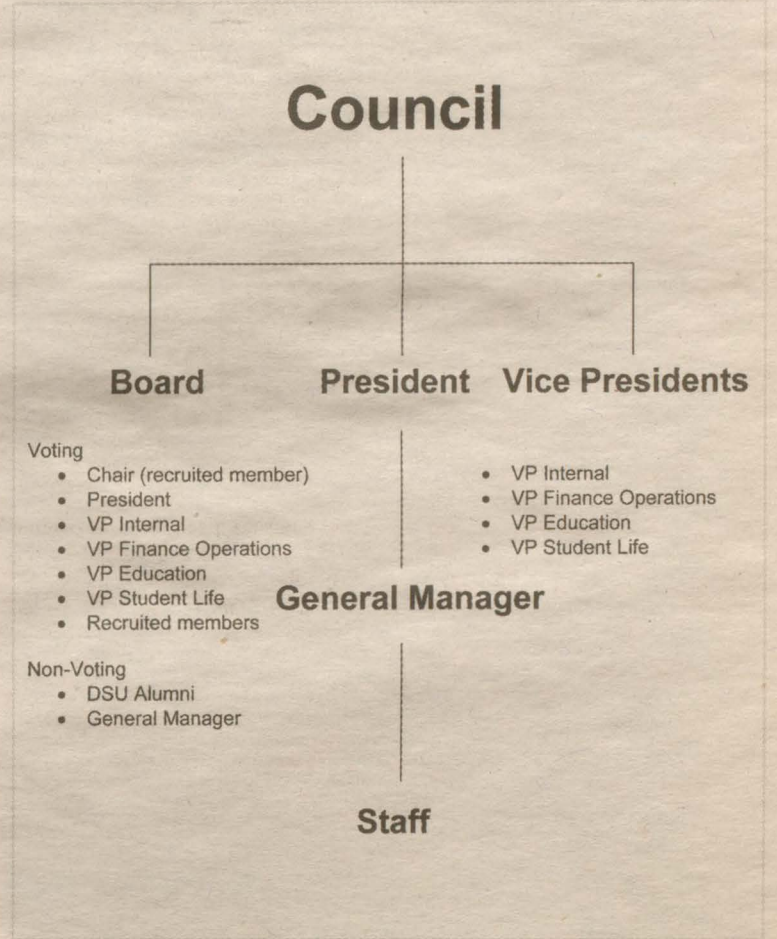 Council
Board
President
Vice Presidents
Voting
• Chair (recruited member)
• President
• VP Internal
• VP Finance Operations
• VP Education
• VP Student Life
• Recruited members
Non-Voting
• DSU Alumni
• General Manager
• VP Internal
• VP Finance Operations
• VP Education
• VP Student Life
General Manager
Staff